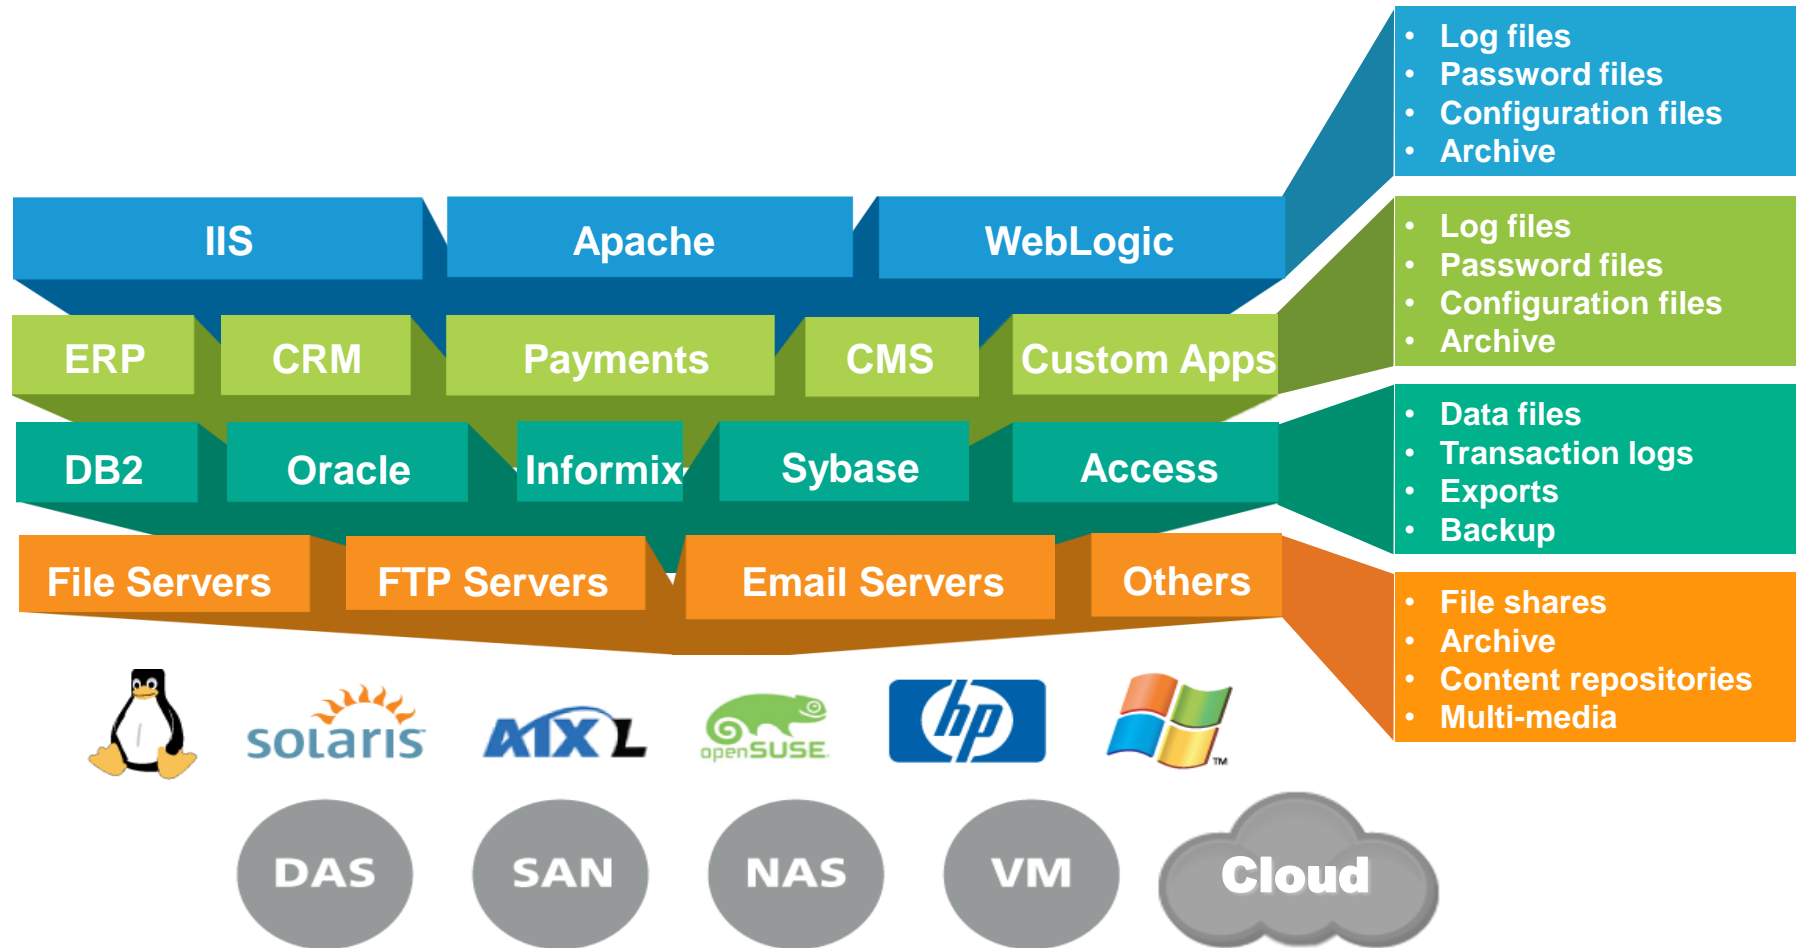 • Log files
• Password files
• Configuration files
• Archive
IIS Apache WebLogic
• Log files
• Password files
• Configuration files
• Archive
ERP CRM Payments CMS Custom Apps
• Data files
• Transaction logs
• Exports
• Backup
DB2 Oracle Informix Sybase Access
• File shares
• Archive
• Content repositories
• Multi-media
File Servers FTP Servers Email Servers Others
solaris AIX L openSUSE hp TM
DAS SAN NAS VM Cloud